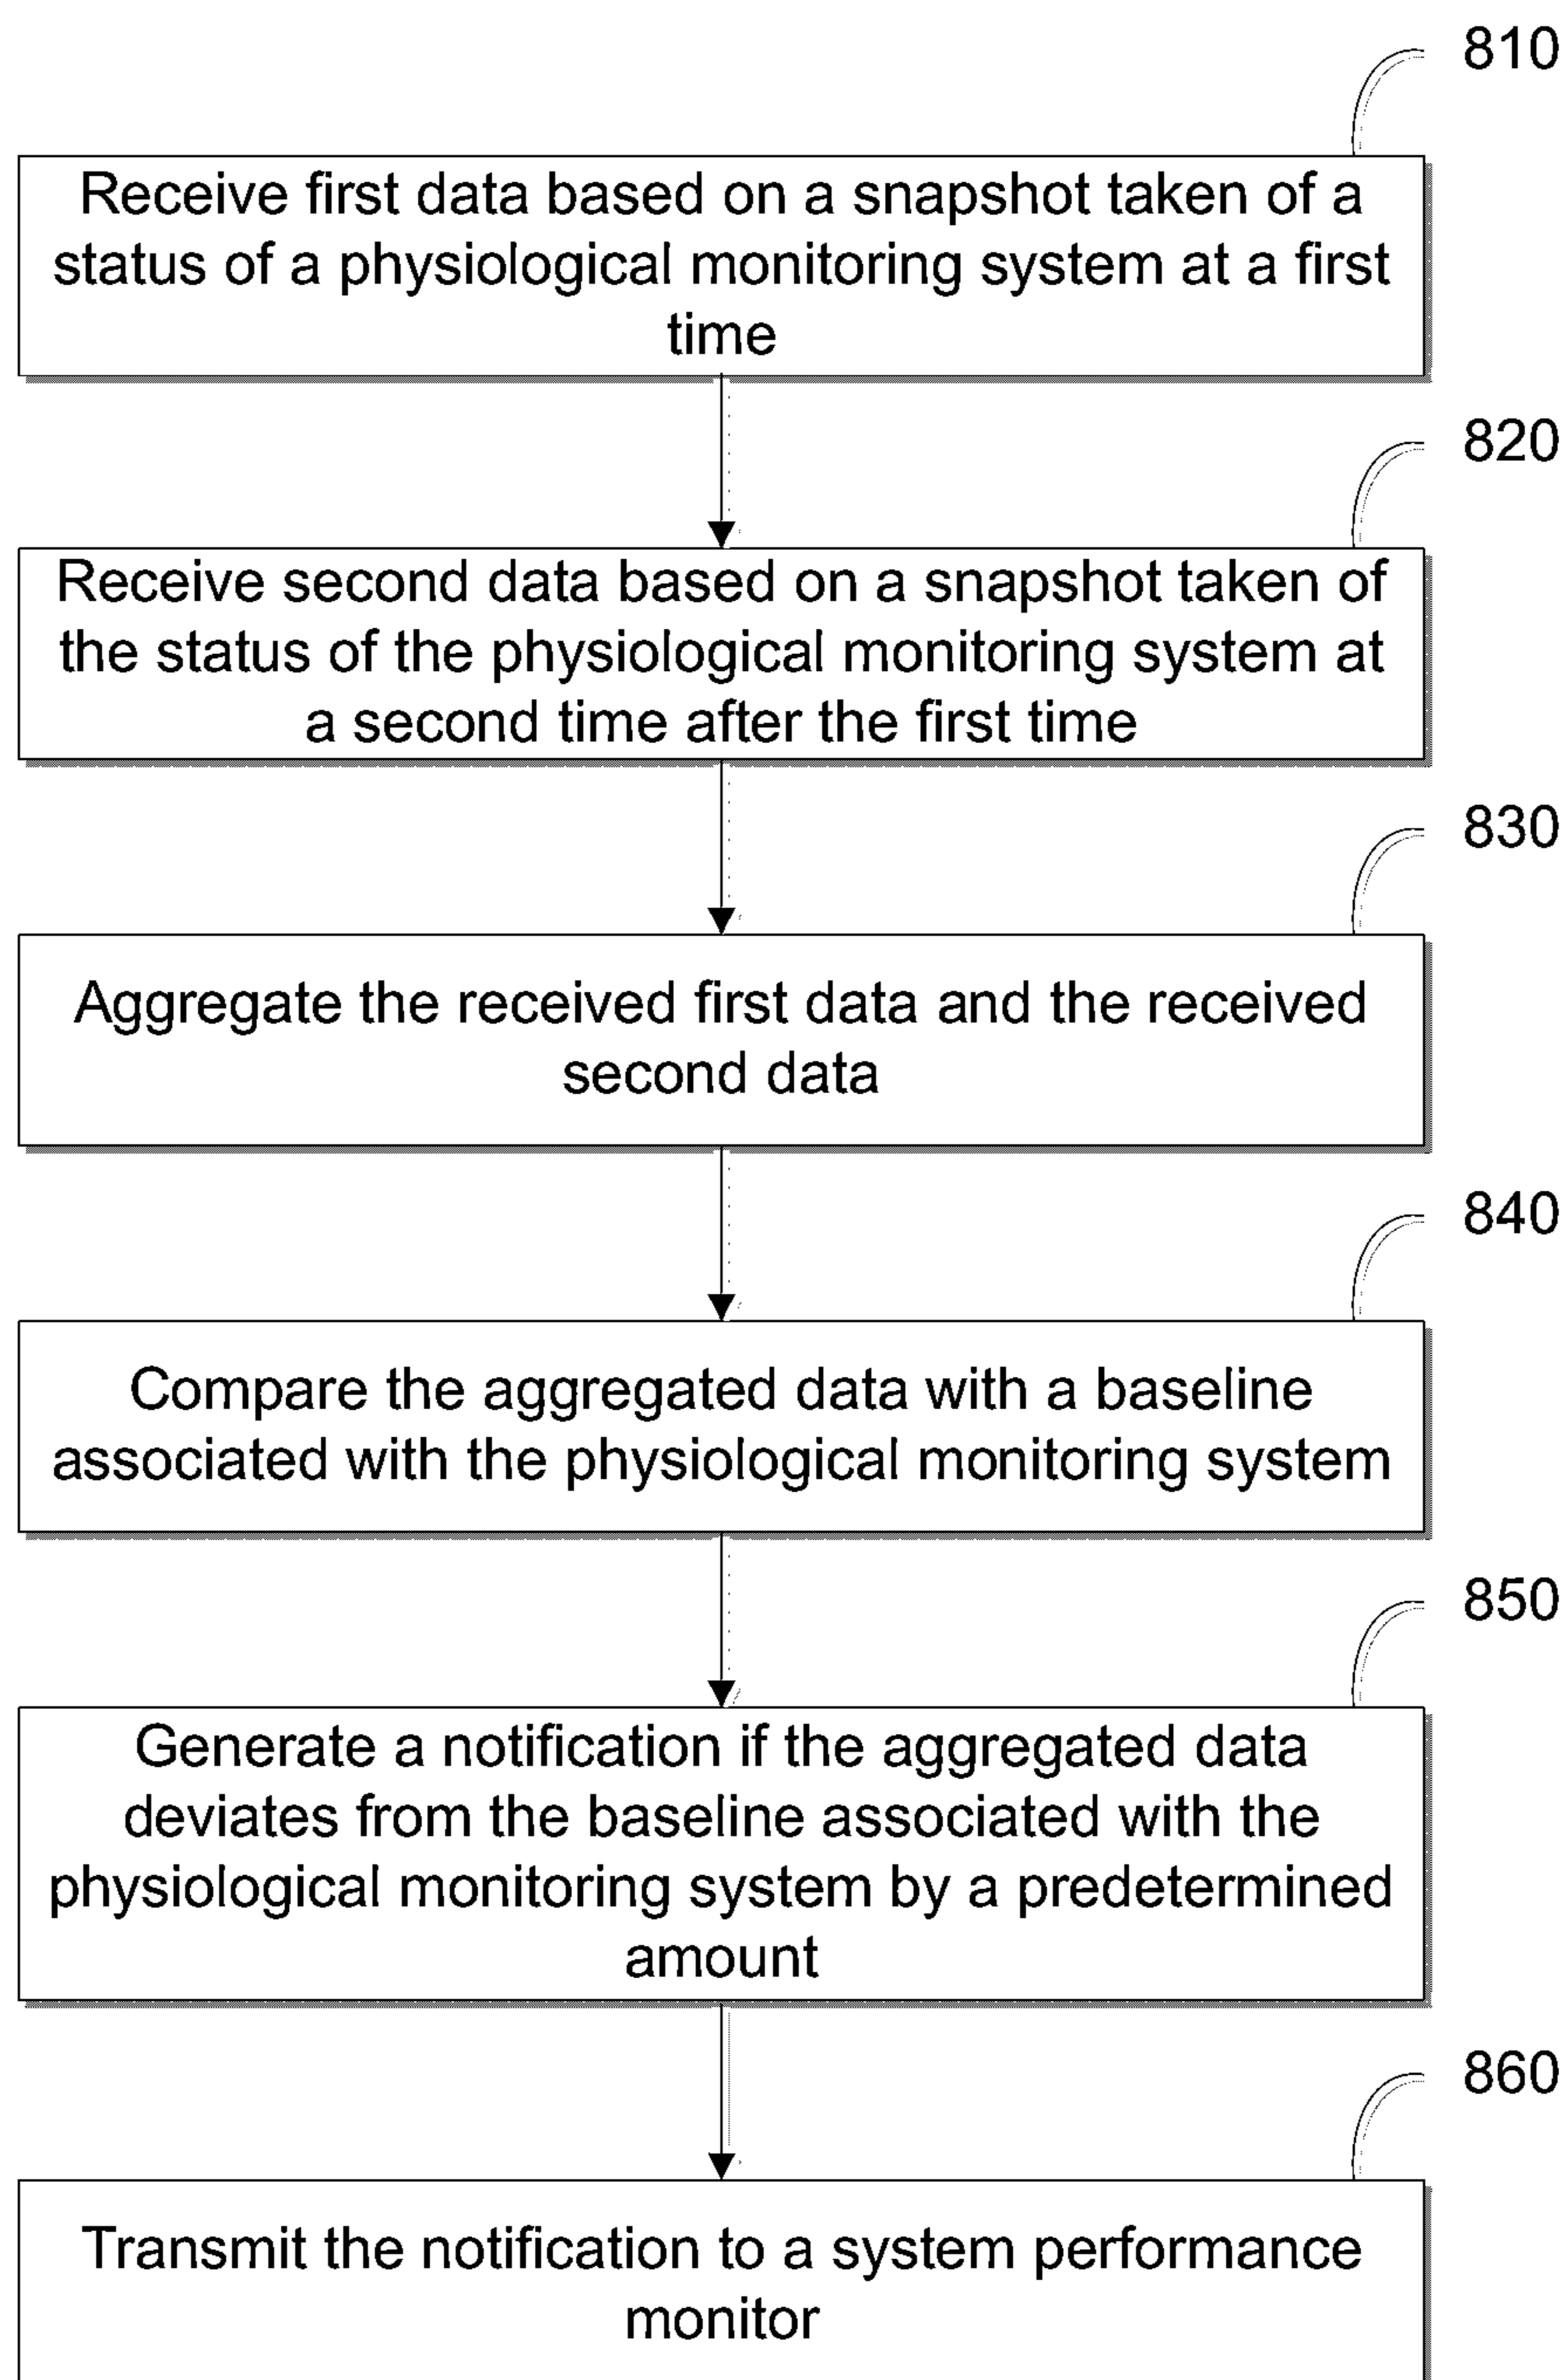 810
Receive first data based on a snapshot taken of a
status of a physiological monitoring system at a first
time
820
Receive second data based on a snapshot taken of
the status of the physiological monitoring system at
a second time after the first time
830
Aggregate the received first data and the received
second data
840
Compare the aggregated data with a baseline
associated with the physiological monitoring system
850
Generate a notification if the aggregated data
deviates from the baseline associated with the
physiological monitoring system by a predetermined
amount
860
Transmit the notification to a system performance
monitor